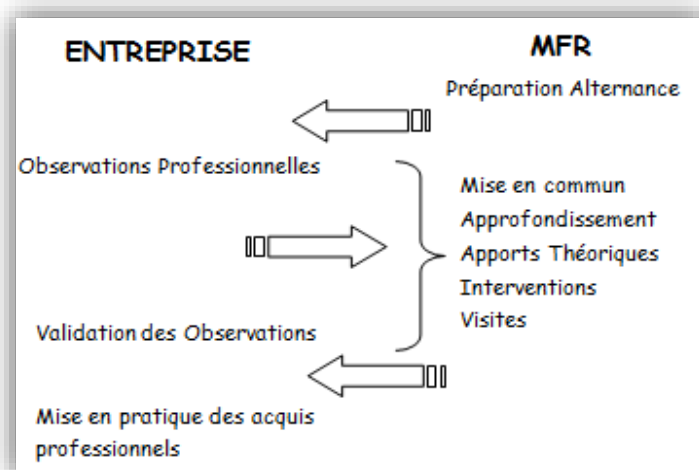 ENTREPRISE
MFR
Préparation Alternance
Observations Professionnelles
Mise en commun
Approfondissement
Apports Théoriques
Interventions
Visites
Validation des Observations
Mise en pratique des acquis
professionnels